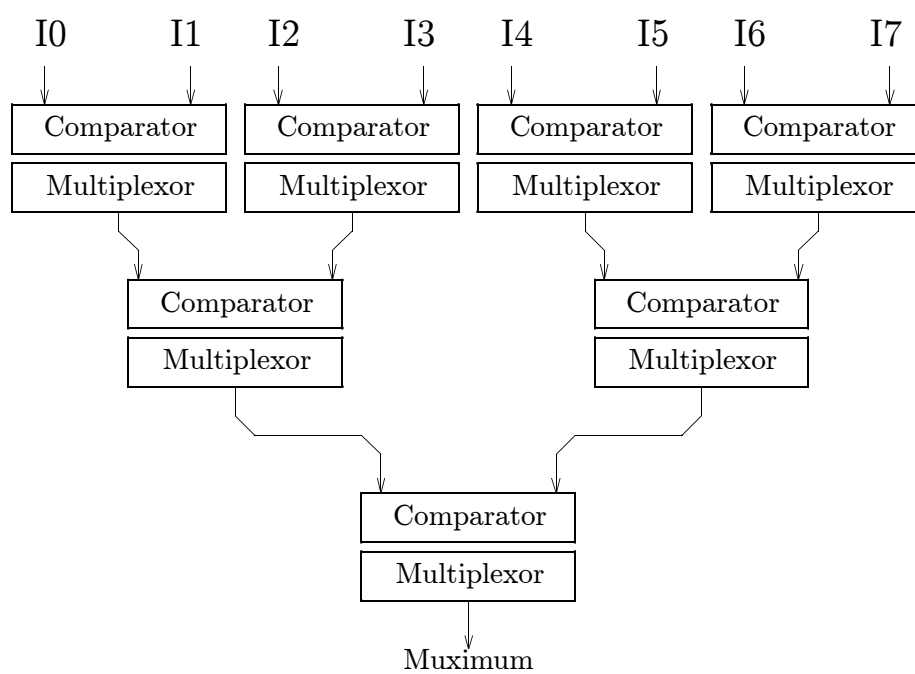 I0 I1 I2 I3 I4 I5 I6 I7
Comparator Comparator Comparator Comparator
Multiplexor Multiplexor Multiplexor Multiplexor
Comparator Comparator
Multiplexor Multiplexor
Comparator
Multiplexor
Muximum